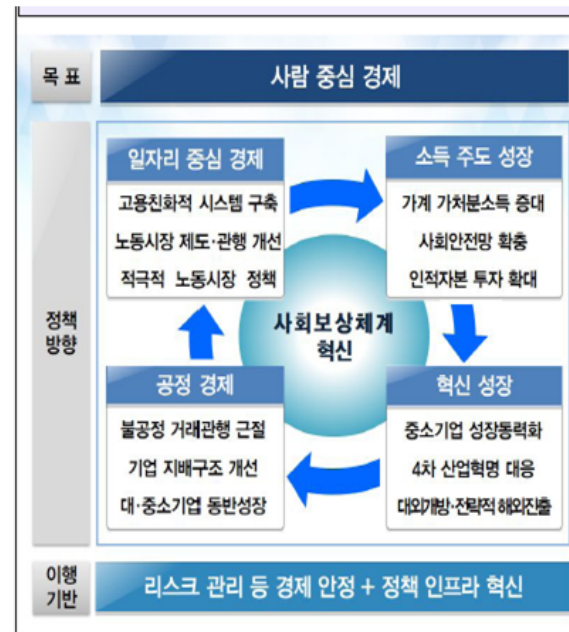 목표
사람 중심 경제
정책
방향
일자리 중심 경제
고용친화적 시스템 구축
노동시장 제도·관행 개선
적극적 노동시장 정책
소득 주도 성장
가계 가처분소득 증대
사회안전망 확충
인적자본 투자 확대
사회보상체계
혁신
공정 경제
불공정 거래관행 근절
기업 지배구조 개선
대·중소기업 동반성장
혁신 성장
중소기업 성장동력화
4차 산업혁명 대응
대외개방·전략적 해외진출
이행
기반
리스크 관리 등 경제 안정 + 정책 인프라 혁신